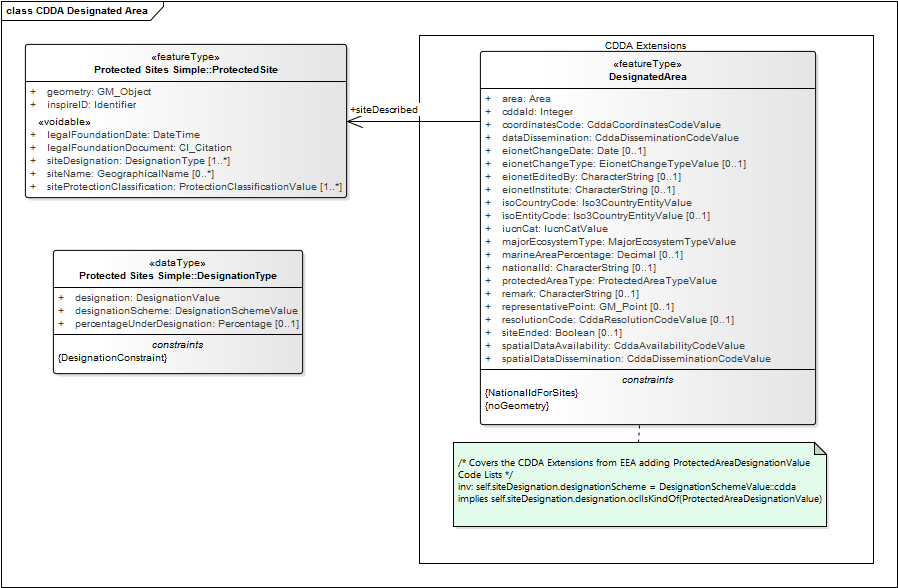 class CDDA Designated Area
«featureType»
Protected Sites Simple::ProtectedSite
+ geometry: GM_Object
+ inspireID: Identifier
«voidable»
+ legalFoundationDate: DateTime
+ legalFoundationDocument: CI_Citation
+ siteDesignation: DesignationType [1..*]
+ siteName: GeographicalName [0..*]
+ siteProtectionClassification: ProtectionClassificationValue [1..*]
+siteDescribed
«dataType»
Protected Sites Simple::DesignationType
+ designation: DesignationValue
+ designationScheme: DesignationSchemeValue
+ percentageUnderDesignation: Percentage [0..1]
constraints
{DesignationConstraint}
CDDA Extensions
«featureType»
DesignatedArea
+ area: Area
+ cddaId: Integer
+ coordinatesCode: CddaCoordinatesCodeValue
+ dataDissemination: CddaDisseminationCodeValue
+ eionetChangeDate: Date [0..1]
+ eionetChangeType: EionetChangeTypeValue [0..1]
+ eionetEditedBy: CharacterString [0..1]
+ eionetInstitute: CharacterString [0..1]
+ isoCountryCode: Iso3CountryEntityValue
+ isoEntityCode: Iso3CountryEntityValue [0..1]
+ iucnCat: IucnCatValue
+ majorEcosystemType: MajorEcosystemTypeValue
+ marineAreaPercentage: Decimal [0..1]
+ nationalId: CharacterString [0..1]
+ protectedAreaType: ProtectedAreaTypeValue
+ remark: CharacterString [0..1]
+ representativePoint: GM_Point [0..1]
+ resolutionCode: CddaResolutionCodeValue [0..1]
+ siteEnded: Boolean [0..1]
+ spatialDataAvailability: CddaAvailabilityCodeValue
+ spatialDataDissemination: CddaDisseminationCodeValue
constraints
{NationalIdForSites}
{noGeometry}
/* Covers the CDDA Extensions from EEA adding ProtectedAreaDesignationValue
Code Lists */
inv: self.siteDesignation.designationScheme = DesignationSchemeValue::cdda
implies self.siteDesignation.designation.oclIsKindOf(ProtectedAreaDesignationValue)